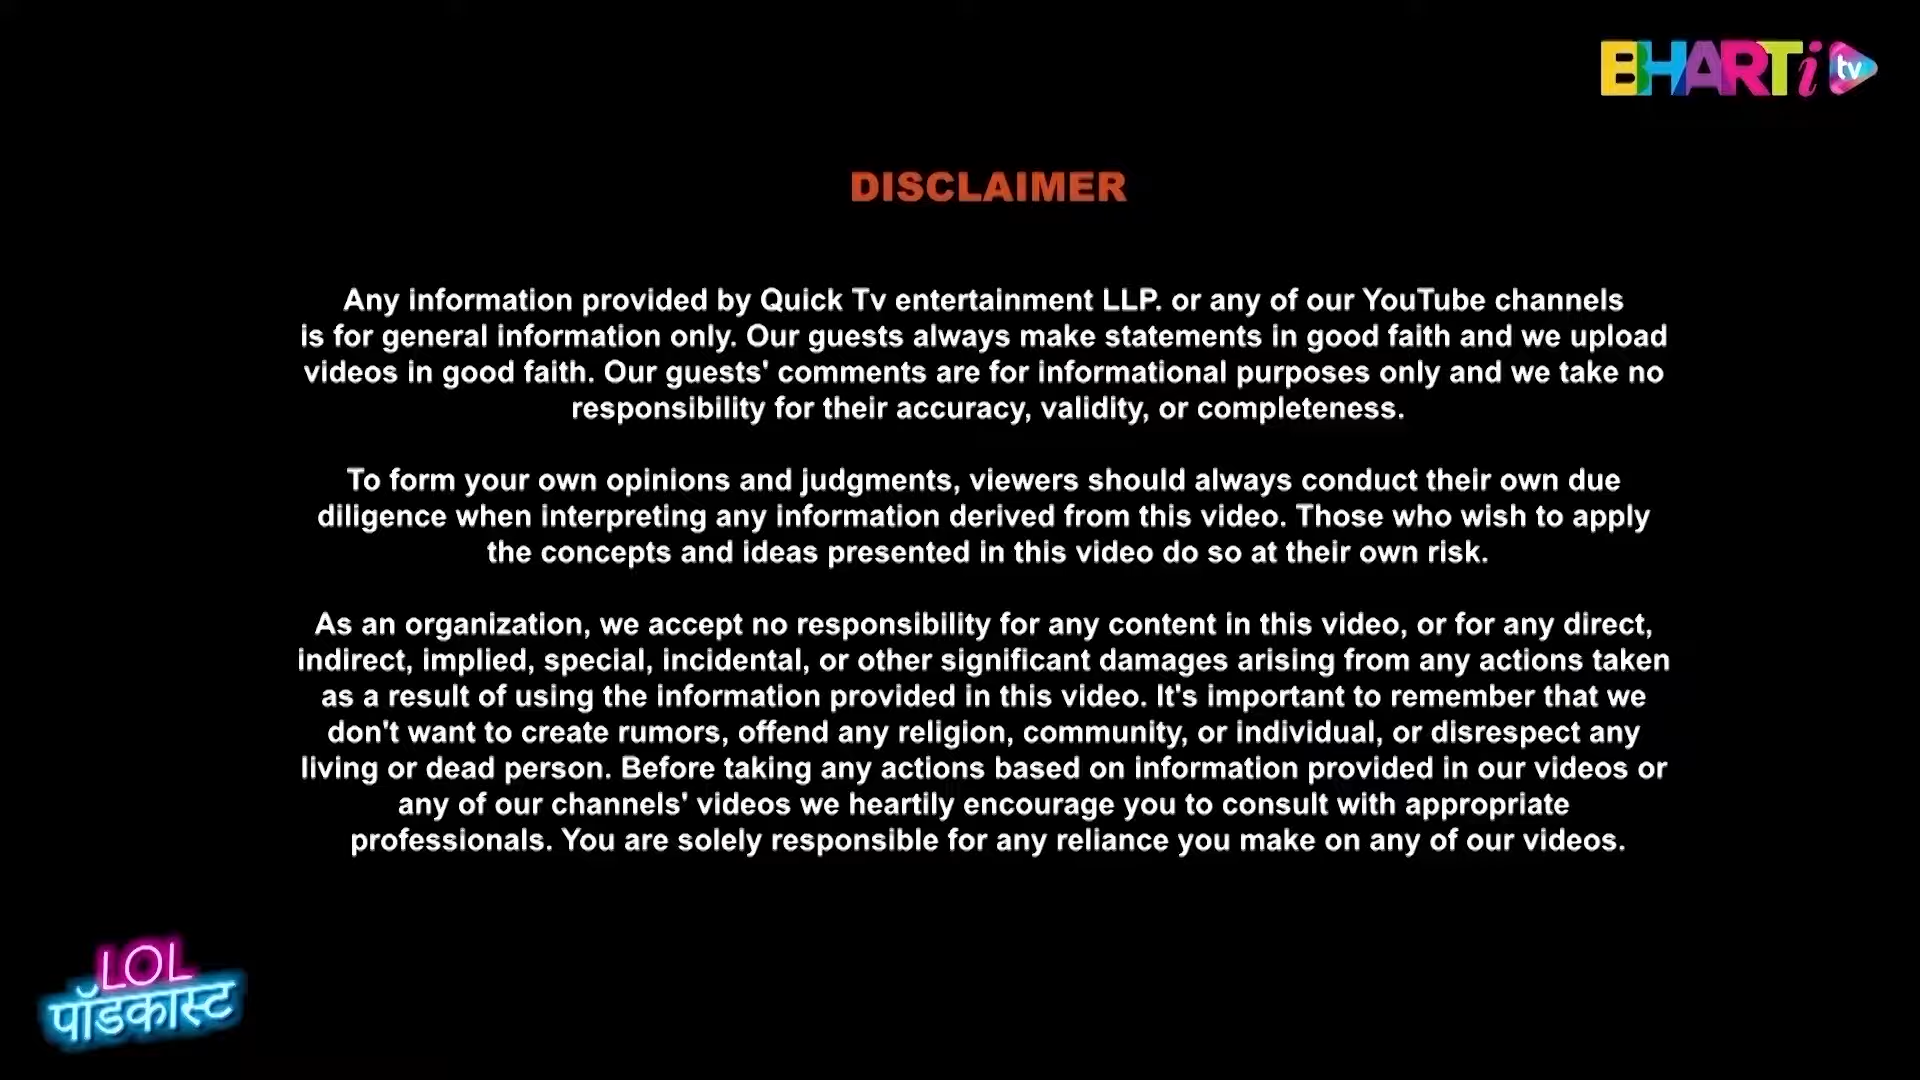 BHARTi tv
DISCLAIMER
Any information provided by Quick Tv entertainment LLP. or any of our YouTube channels
is for general information only. Our guests always make statements in good faith and we upload
videos in good faith. Our guests' comments are for informational purposes only and we take no
responsibility for their accuracy, validity, or completeness.
To form your own opinions and judgments, viewers should always conduct their own due
diligence when interpreting any information derived from this video. Those who wish to apply
the concepts and ideas presented in this video do so at their own risk.
As an organization, we accept no responsibility for any content in this video, or for any direct,
indirect, implied, special, incidental, or other significant damages arising from any actions taken
as a result of using the information provided in this video. It's important to remember that we
don't want to create rumors, offend any religion, community, or individual, or disrespect any
living or dead person. Before taking any actions based on information provided in our videos or
any of our channels' videos we heartily encourage you to consult with appropriate
professionals. You are solely responsible for any reliance you make on any of our videos.
LOL
पॉडकास्ट